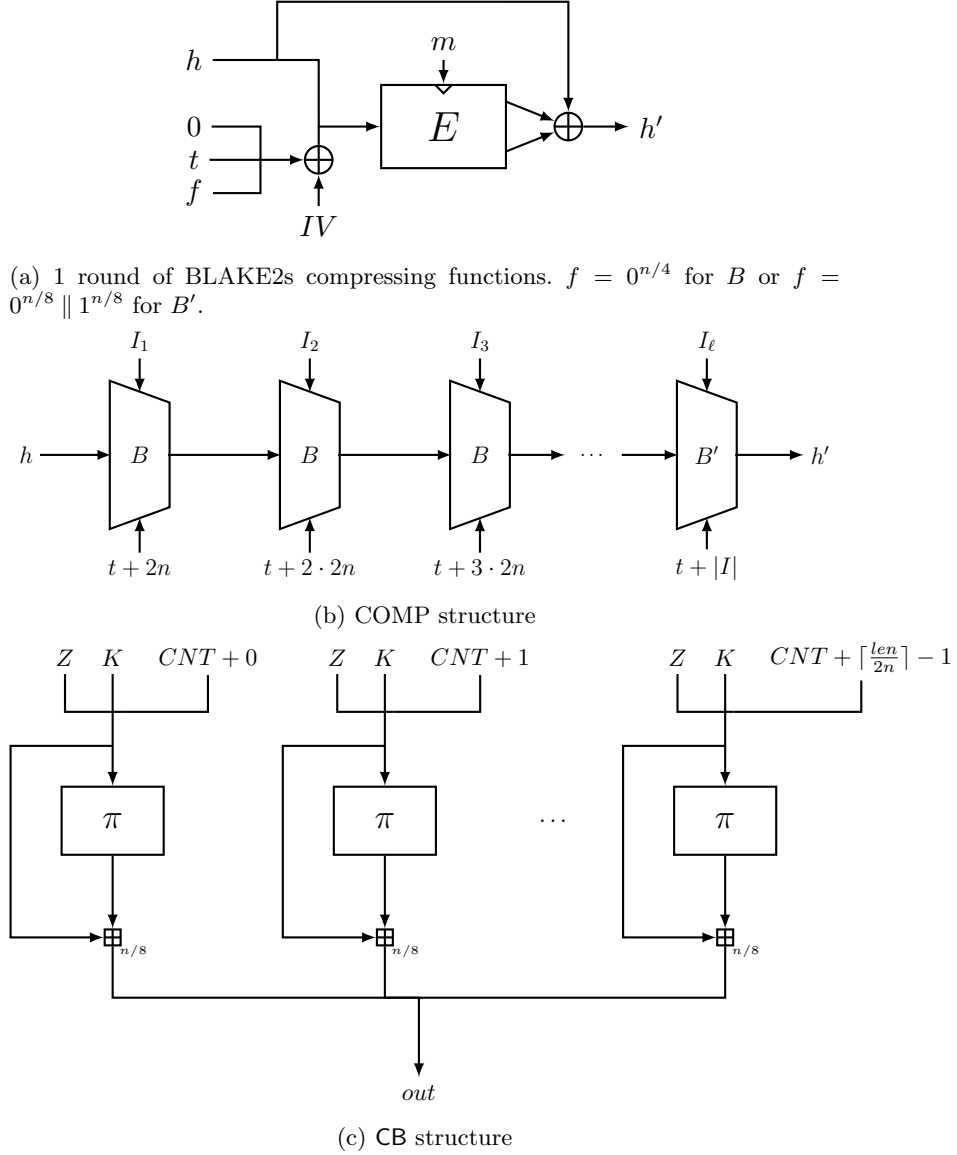 m
h
E
0
h′
t
f
IV
(a) 1 round of BLAKE2s compressing functions. f = 0^{n/4} for B or f =
0^{n/8} ∥ 1^{n/8} for B′.
I_1 I_2 I_3 I_ℓ
h B B B ··· B′ h′
t + 2n t + 2 · 2n t + 3 · 2n t + |I|
(b) COMP structure
Z K CNT + 0 Z K CNT + 1 Z K CNT + ⌈len/2n⌉ − 1
π π ··· π
n/8 n/8 n/8
out
(c) CB structure